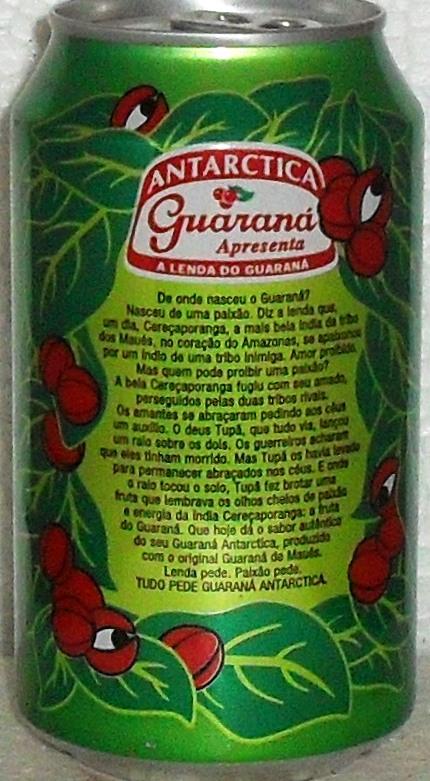 ANTARCTICA
Guaraná
Apresenta
A LENDA DO GUARANÁ
De onde nasceu o Guaraná?
Nasceu de uma paixão. Diz a lenda que,
um dia, Cereçaporanga, a mais bela índia da tribo
dos Maués, no coração do Amazonas, se apaixonou
por um índio de uma tribo inimiga. Amor proibido.
Mas quem pode proibir uma paixão?
A bela Cereçaporanga fugiu com seu amado,
perseguidos pelas duas tribos rivais.
Os amantes se abraçaram pedindo aos céus
um auxílio. O deus Tupã, que tudo via, lançou
um raio sobre os dois. Os guerreiros acharam
que eles tinham morrido. Mas Tupã os havia levado
para permanecer abraçados nos céus. E onde
o raio tocou o solo, Tupã fez brotar uma
fruta que lembrava os olhos cheios de paixão
e energia da índia Cereçaporanga: a fruta
do Guaraná. Que hoje dá o sabor autêntico
do seu Guaraná Antarctica, produzido
com o original Guaraná de Maués.
Lenda pede. Paixão pede.
TUDO PEDE GUARANÁ ANTARCTICA.